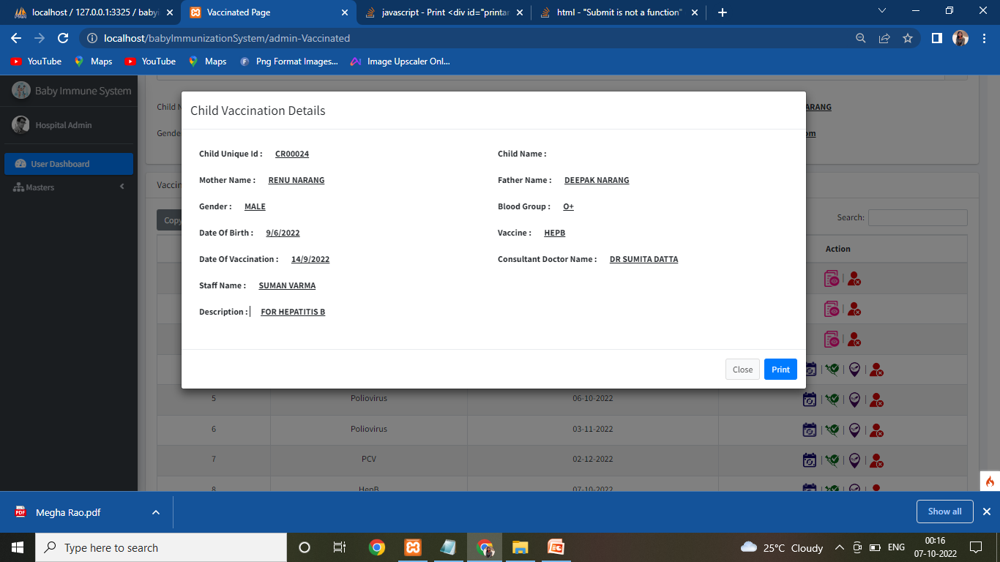 localhost / 127.0.0.1:3325 / babyi
Vaccinated Page
javascript - Print <div id="printar
html - "Submit is not a function"
localhost/babyImmunizationSystem/admin-Vaccinated
YouTube Maps YouTube Maps Png Format Images... Image Upscaler Onl...
Baby Immune System
Hospital Admin
User Dashboard
Masters
Child N
ARANG
Gende
om
Vaccin
Copy
Search:
Action
Child Vaccination Details
Child Unique Id : CR00024 Child Name :
Mother Name : RENU NARANG Father Name : DEEPAK NARANG
Gender : MALE Blood Group : O+
Date Of Birth : 9/6/2022 Vaccine : HEPB
Date Of Vaccination : 14/9/2022 Consultant Doctor Name : DR SUMITA DATTA
Staff Name : SUMAN VARMA
Description : FOR HEPATITIS B
Close Print
5 Poliovirus 06-10-2022
6 Poliovirus 03-11-2022
7 PCV 02-12-2022
8 HepB 07-10-2022
PDF Megha Rao.pdf Show all
Type here to search
25°C Cloudy ENG
00:16
07-10-2022